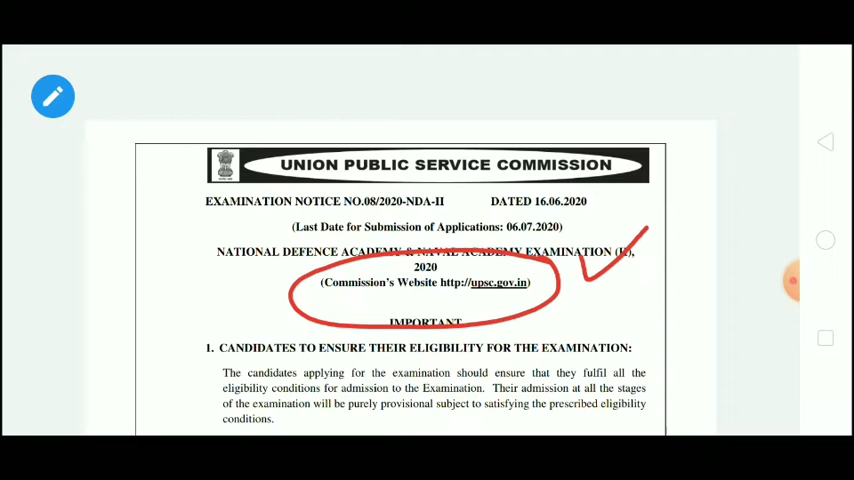 UNION PUBLIC SERVICE COMMISSION
EXAMINATION NOTICE NO.08/2020-NDA-II DATED 16.06.2020
(Last Date for Submission of Applications: 06.07.2020)
NATIONAL DEFENCE ACADEMY & NAVAL ACADEMY EXAMINATION (II),
2020
(Commission's Website http://upsc.gov.in)
IMPORTANT
1. CANDIDATES TO ENSURE THEIR ELIGIBILITY FOR THE EXAMINATION:
The candidates applying for the examination should ensure that they fulfil all the
eligibility conditions for admission to the Examination. Their admission at all the stages
of the examination will be purely provisional subject to satisfying the prescribed eligibility
conditions.